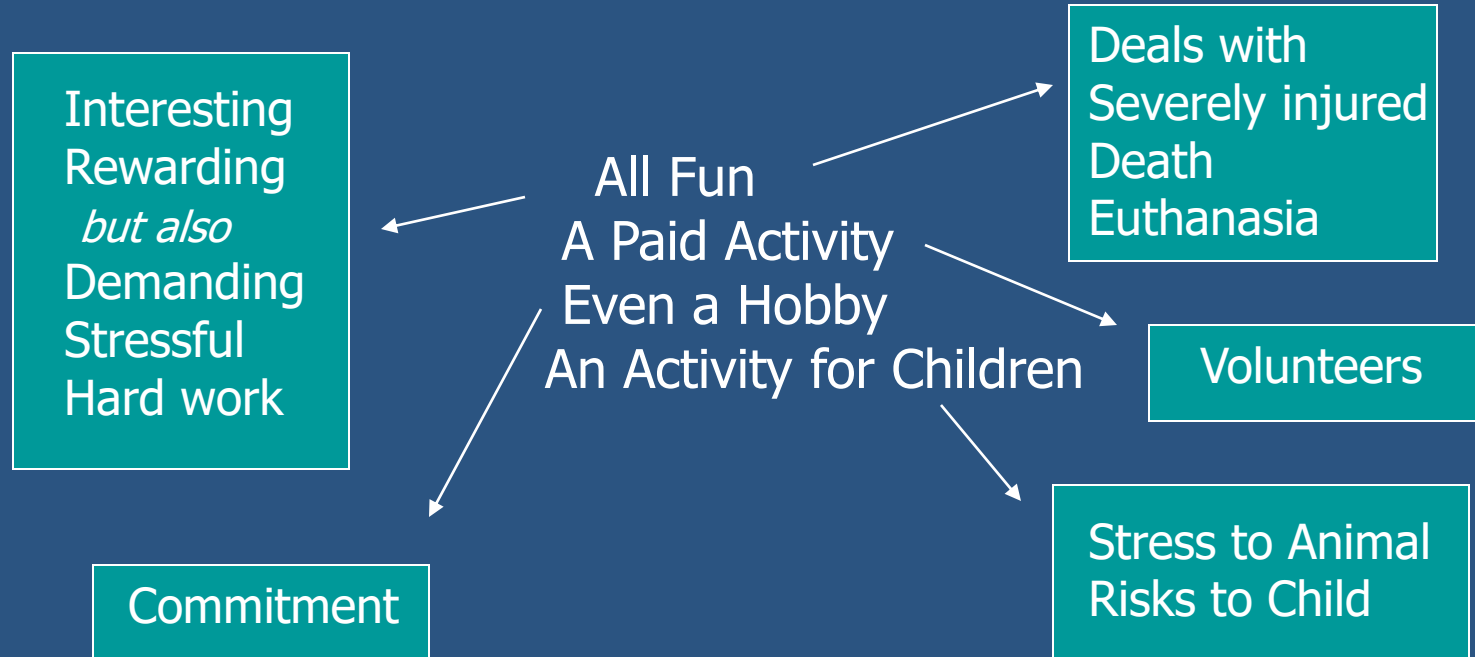 Interesting
Rewarding
but also
Demanding
Stressful
Hard work
All Fun
A Paid Activity
Even a Hobby
An Activity for Children
Deals with
Severely injured
Death
Euthanasia
Volunteers
Commitment
Stress to Animal
Risks to Child